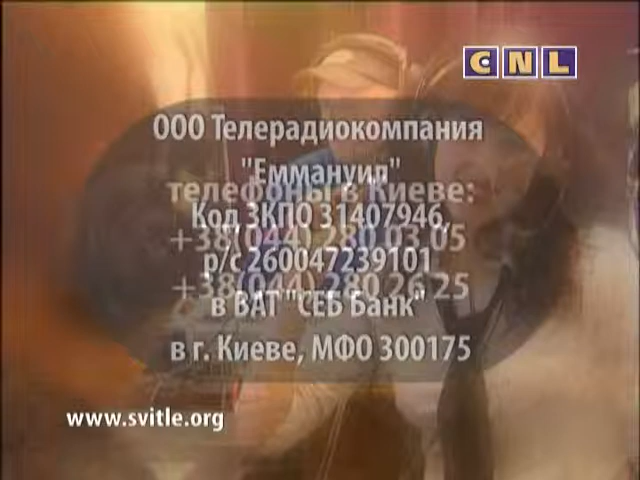 CNL
ООО Телерадиокомпания
"Еммануил"
телефоны в Киеве:
Код ЗКПО 31407946,
+38(044) 280 03 05
р/с 260047239101
+38(044) 280 26 25
в ВАТ "СЕБ Банк"
в г. Киеве, МФО 300175
www.svitle.org